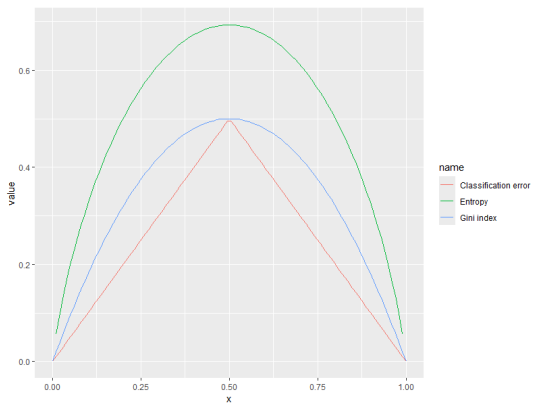 0.6
0.4
0.2
0.0
value
0.00 0.25 0.50 0.75 1.00
x
name
Classification error
Entropy
Gini index